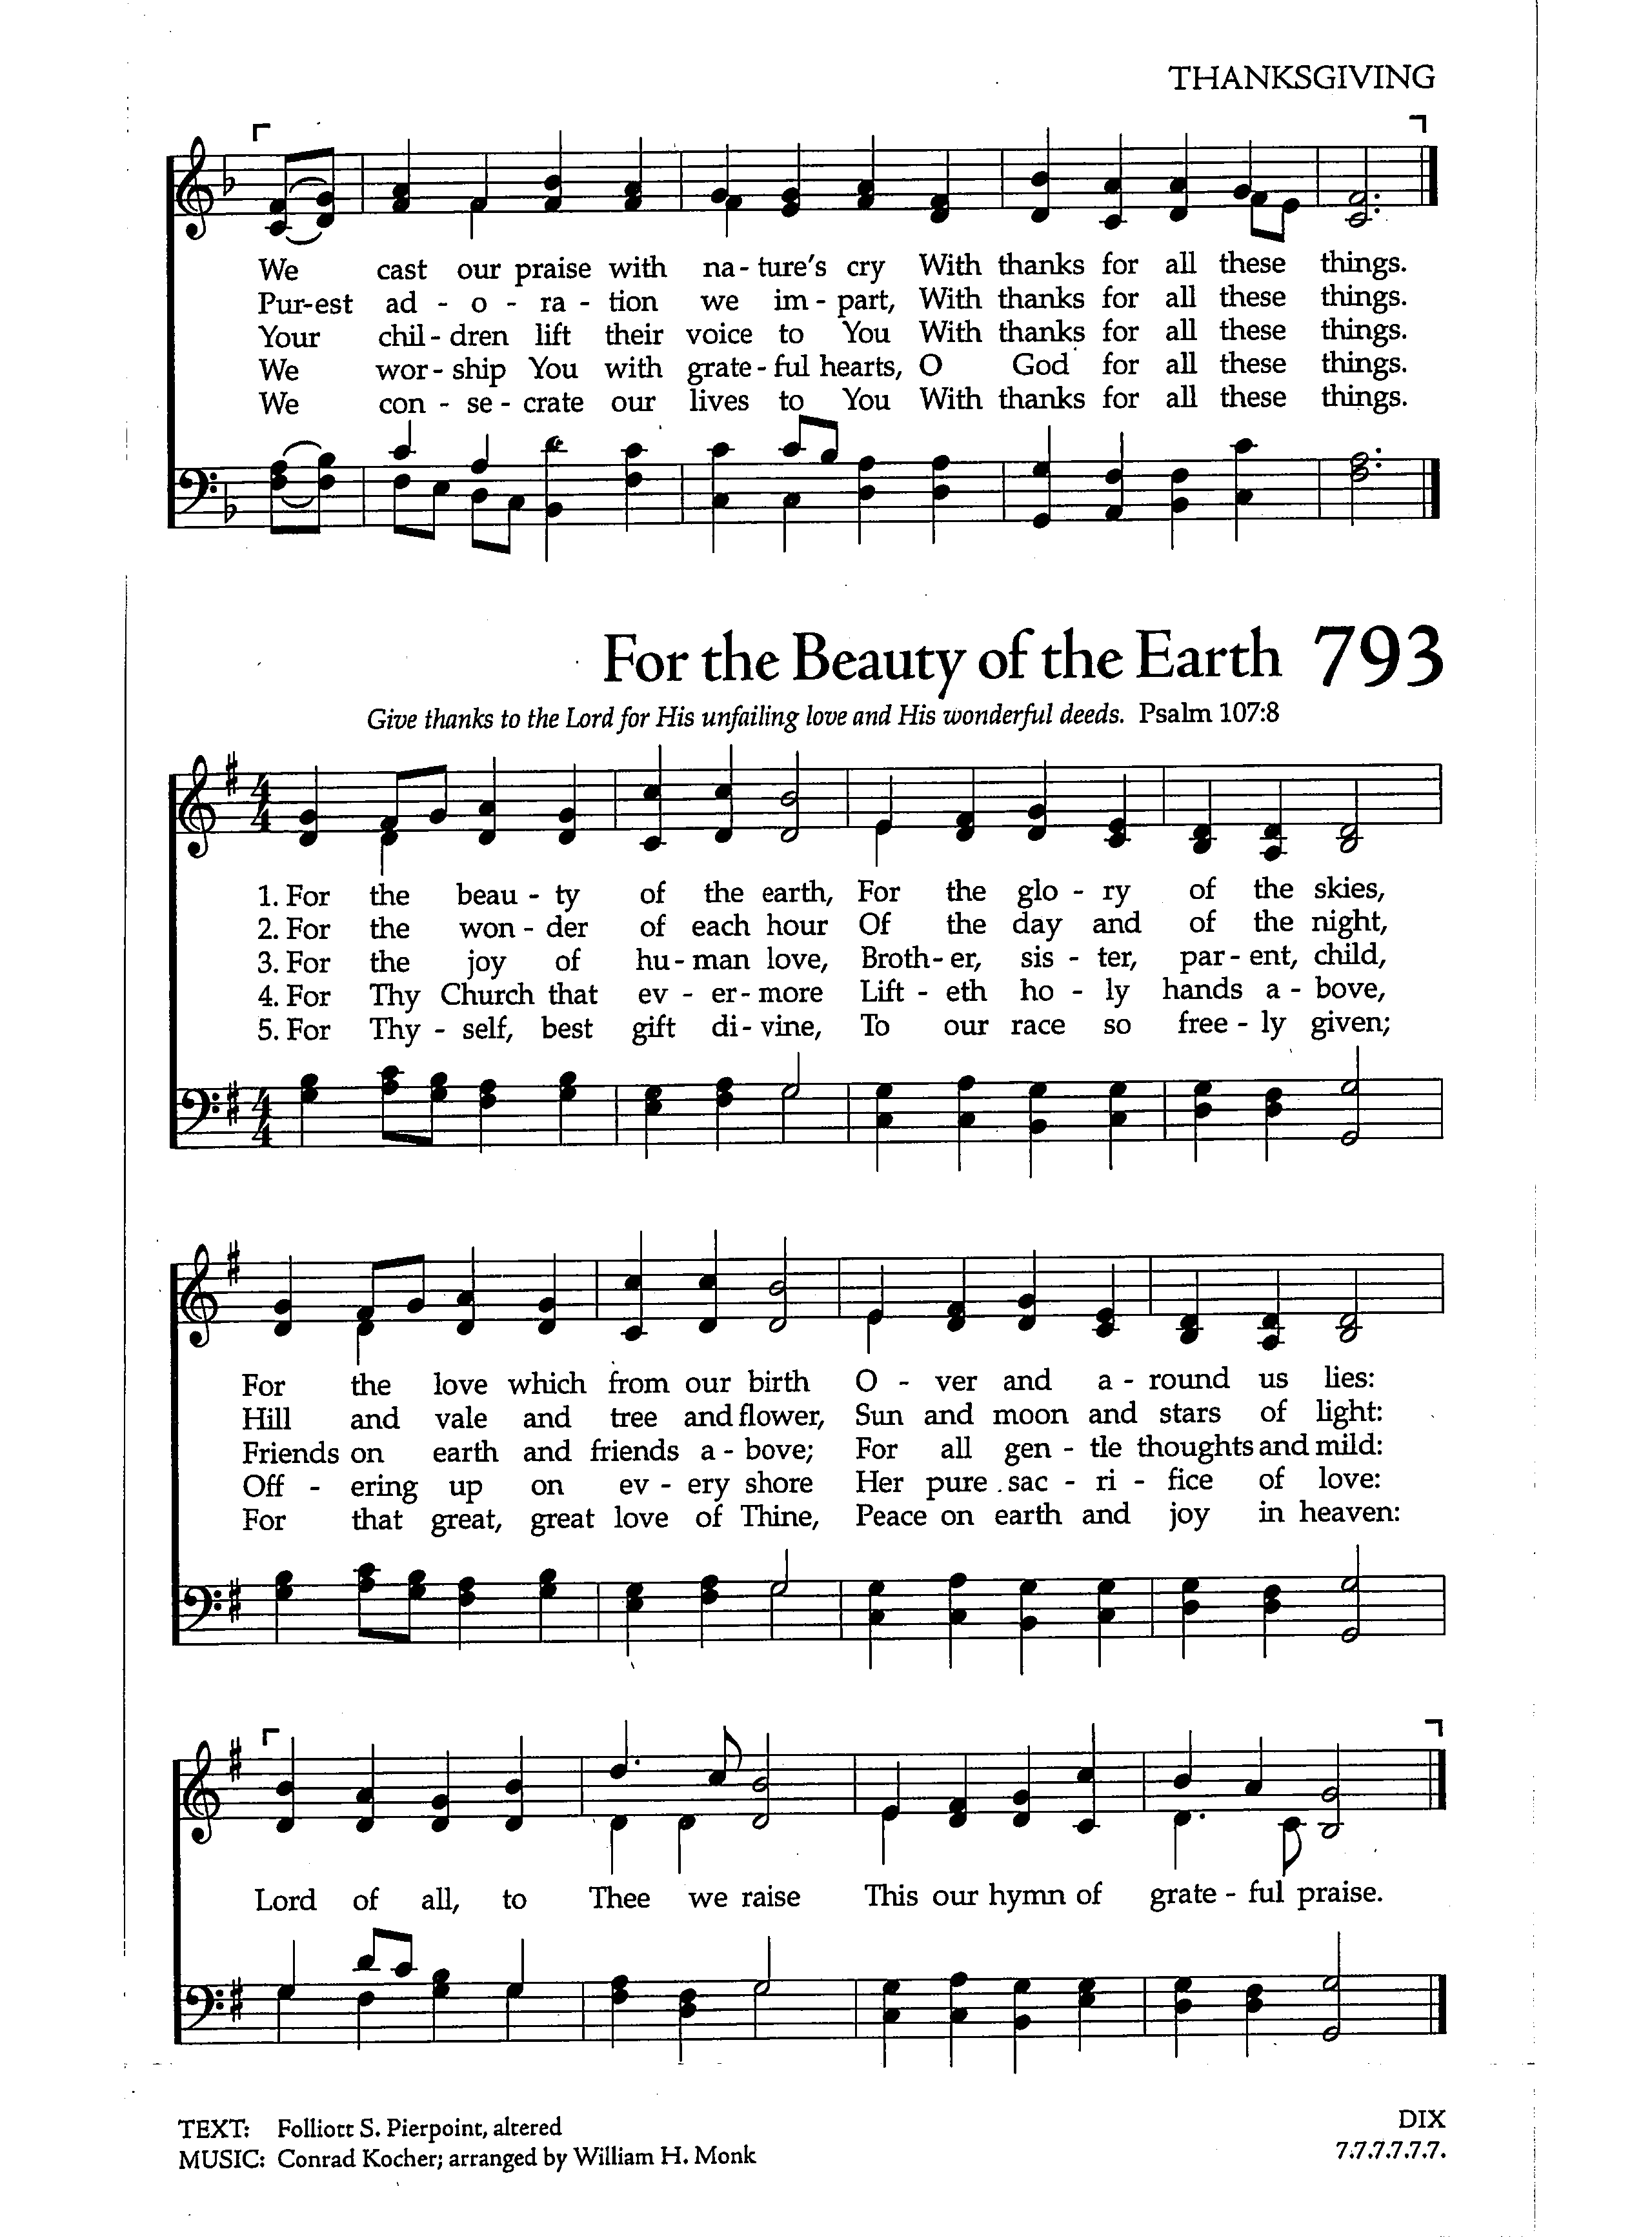 THANKSGIVING
We cast our praise with na - ture's cry With thanks for all these things.
Pur-est ad - o - ra - tion we im - part, With thanks for all these things.
Your chil - dren lift their voice to You With thanks for all these things.
We wor - ship You with grate - ful hearts, O God for all these things.
We con - se - crate our lives to You With thanks for all these things.
For the Beauty of the Earth 793
Give thanks to the Lord for His unfailing love and His wonderful deeds. Psalm 107:8
4
4
1. For the beau - ty of the earth, For the glo - ry of the skies,
2. For the won - der of each hour Of the day and of the night,
3. For the joy of hu - man love, Broth - er, sis - ter, par - ent, child,
4. For Thy Church that ev - er - more Lift - eth ho - ly hands a - bove,
5. For Thy - self, best gift di - vine, To our race so free - ly given;
4
4
For the love which from our birth O - ver and a - round us lies:
Hill and vale and tree and flower, Sun and moon and stars of light:
Friends on earth and friends a - bove; For all gen - tle thoughts and mild:
Off - ering up on ev - ery shore Her pure sac - ri - fice of love:
For that great, great love of Thine, Peace on earth and joy in heaven:
Lord of all, to Thee we raise This our hymn of grate - ful praise.
TEXT: Folliott S. Pierpoint, altered
MUSIC: Conrad Kocher; arranged by William H. Monk
DIX
7.7.7.7.7.7.